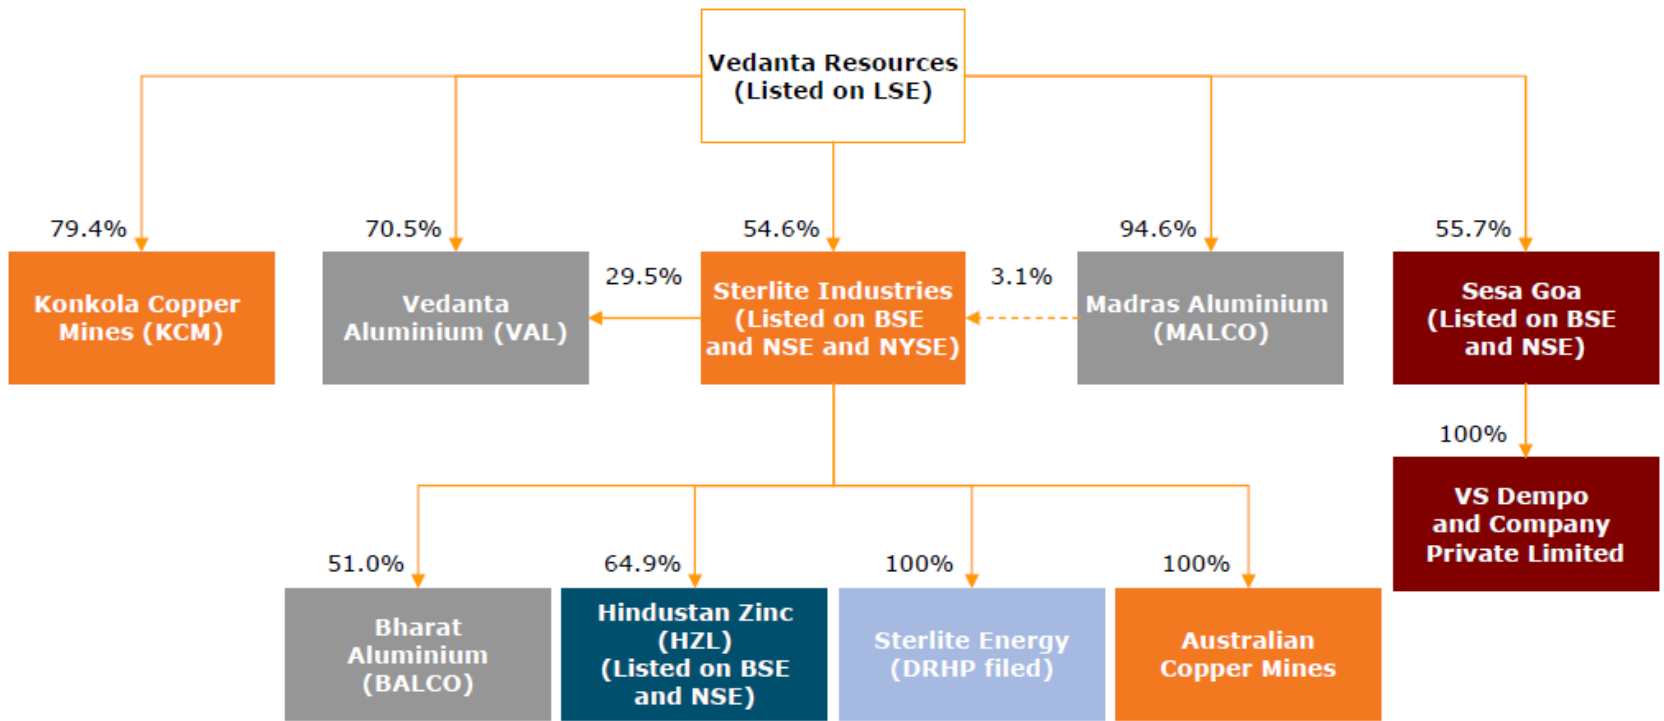 Vedanta Resources
(Listed on LSE)
79.4%
70.5%
54.6%
94.6%
55.7%
Konkola Copper
Mines (KCM)
Vedanta
Aluminium (VAL)
29.5%
Sterlite Industries
(Listed on BSE
and NSE and NYSE)
3.1%
Madras Aluminium
(MALCO)
Sesa Goa
(Listed on BSE
and NSE)
100%
VS Dempo
and Company
Private Limited
51.0%
64.9%
100%
100%
Bharat
Aluminium
(BALCO)
Hindustan Zinc
(HZL)
(Listed on BSE
and NSE)
Sterlite Energy
(DRHP filed)
Australian
Copper Mines